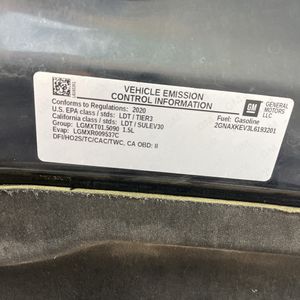 VEHICLE EMISSION
CONTROL INFORMATION
Conforms to Regulations: 2020
U.S. EPA class / stds: LDT / TIER3
California class / stds: LDT / SULEV30
Group: LGMXT01.5090 1.5L
Evap: LGMXR009537C
DFI/HO2S/TC/CAC/TWC, CA OBD: II
GM
GENERAL
MOTORS LLC
Fuel: Gasoline
2GNAXKEV3L6193201